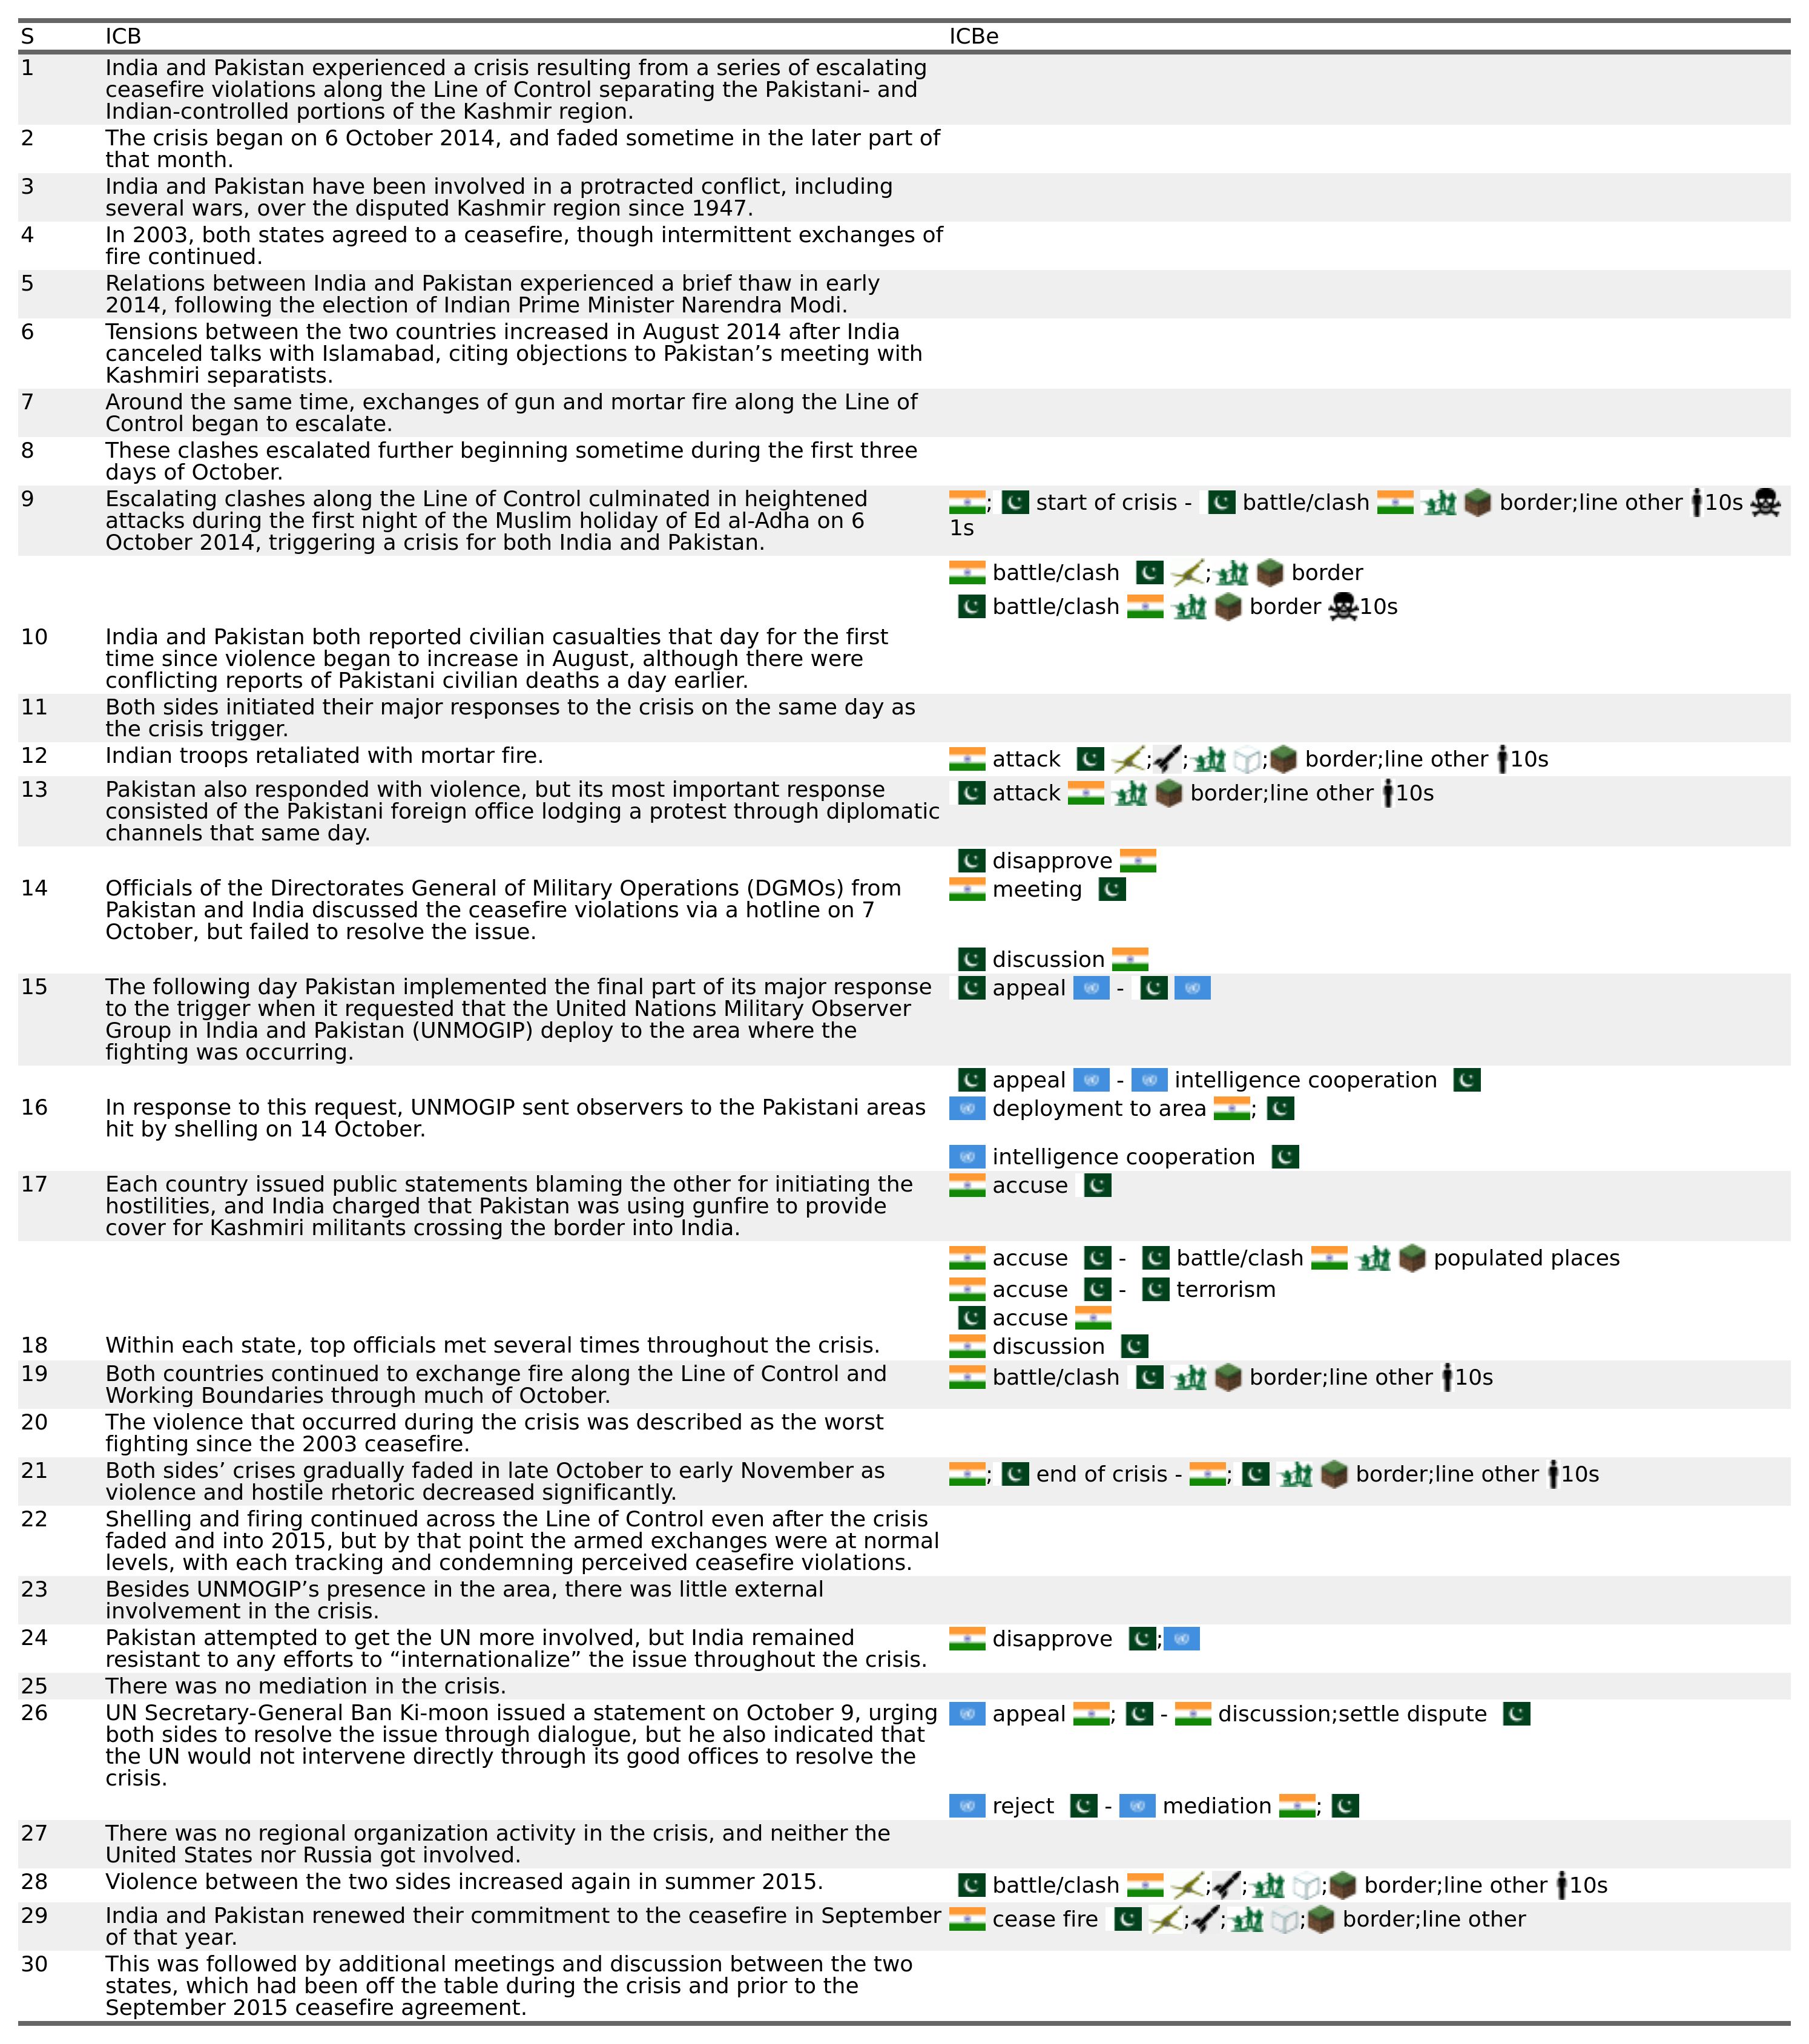 S ICB ICBe
1 India and Pakistan experienced a crisis resulting from a series of escalating
ceasefire violations along the Line of Control separating the Pakistani- and
Indian-controlled portions of the Kashmir region.
2 The crisis began on 6 October 2014, and faded sometime in the later part of
that month.
3 India and Pakistan have been involved in a protracted conflict, including
several wars, over the disputed Kashmir region since 1947.
4 In 2003, both states agreed to a ceasefire, though intermittent exchanges of
fire continued.
5 Relations between India and Pakistan experienced a brief thaw in early
2014, following the election of Indian Prime Minister Narendra Modi.
6 Tensions between the two countries increased in August 2014 after India
canceled talks with Islamabad, citing objections to Pakistan’s meeting with
Kashmiri separatists.
7 Around the same time, exchanges of gun and mortar fire along the Line of
Control began to escalate.
8 These clashes escalated further beginning sometime during the first three
days of October.
9 Escalating clashes along the Line of Control culminated in heightened
attacks during the first night of the Muslim holiday of Ed al-Adha on 6
October 2014, triggering a crisis for both India and Pakistan.
; start of crisis - battle/clash border;line other 10s
1s
battle/clash ; border
battle/clash border 10s
10 India and Pakistan both reported civilian casualties that day for the first
time since violence began to increase in August, although there were
conflicting reports of Pakistani civilian deaths a day earlier.
11 Both sides initiated their major responses to the crisis on the same day as
the crisis trigger.
12 Indian troops retaliated with mortar fire. attack ; ; ; border;line other 10s
13 Pakistan also responded with violence, but its most important response
consisted of the Pakistani foreign office lodging a protest through diplomatic
channels that same day.
attack border;line other 10s
disapprove
14 Officials of the Directorates General of Military Operations (DGMOs) from
Pakistan and India discussed the ceasefire violations via a hotline on 7
October, but failed to resolve the issue.
meeting
discussion
15 The following day Pakistan implemented the final part of its major response
to the trigger when it requested that the United Nations Military Observer
Group in India and Pakistan (UNMOGIP) deploy to the area where the
fighting was occurring.
appeal -
appeal - intelligence cooperation
16 In response to this request, UNMOGIP sent observers to the Pakistani areas
hit by shelling on 14 October.
deployment to area ;
intelligence cooperation
17 Each country issued public statements blaming the other for initiating the
hostilities, and India charged that Pakistan was using gunfire to provide
cover for Kashmiri militants crossing the border into India.
accuse
accuse - battle/clash populated places
accuse - terrorism
accuse
18 Within each state, top officials met several times throughout the crisis. discussion
19 Both countries continued to exchange fire along the Line of Control and
Working Boundaries through much of October.
battle/clash border;line other 10s
20 The violence that occurred during the crisis was described as the worst
fighting since the 2003 ceasefire.
21 Both sides’ crises gradually faded in late October to early November as
violence and hostile rhetoric decreased significantly.
; end of crisis - ; border;line other 10s
22 Shelling and firing continued across the Line of Control even after the crisis
faded and into 2015, but by that point the armed exchanges were at normal
levels, with each tracking and condemning perceived ceasefire violations.
23 Besides UNMOGIP’s presence in the area, there was little external
involvement in the crisis.
24 Pakistan attempted to get the UN more involved, but India remained
resistant to any efforts to “internationalize” the issue throughout the crisis.
disapprove ;
25 There was no mediation in the crisis.
26 UN Secretary-General Ban Ki-moon issued a statement on October 9, urging
both sides to resolve the issue through dialogue, but he also indicated that
the UN would not intervene directly through its good offices to resolve the
crisis.
appeal ; - discussion;settle dispute
reject - mediation ;
27 There was no regional organization activity in the crisis, and neither the
United States nor Russia got involved.
28 Violence between the two sides increased again in summer 2015. battle/clash ; ; ; border;line other 10s
29 India and Pakistan renewed their commitment to the ceasefire in September
of that year.
cease fire ; ; ; border;line other
30 This was followed by additional meetings and discussion between the two
states, which had been off the table during the crisis and prior to the
September 2015 ceasefire agreement.